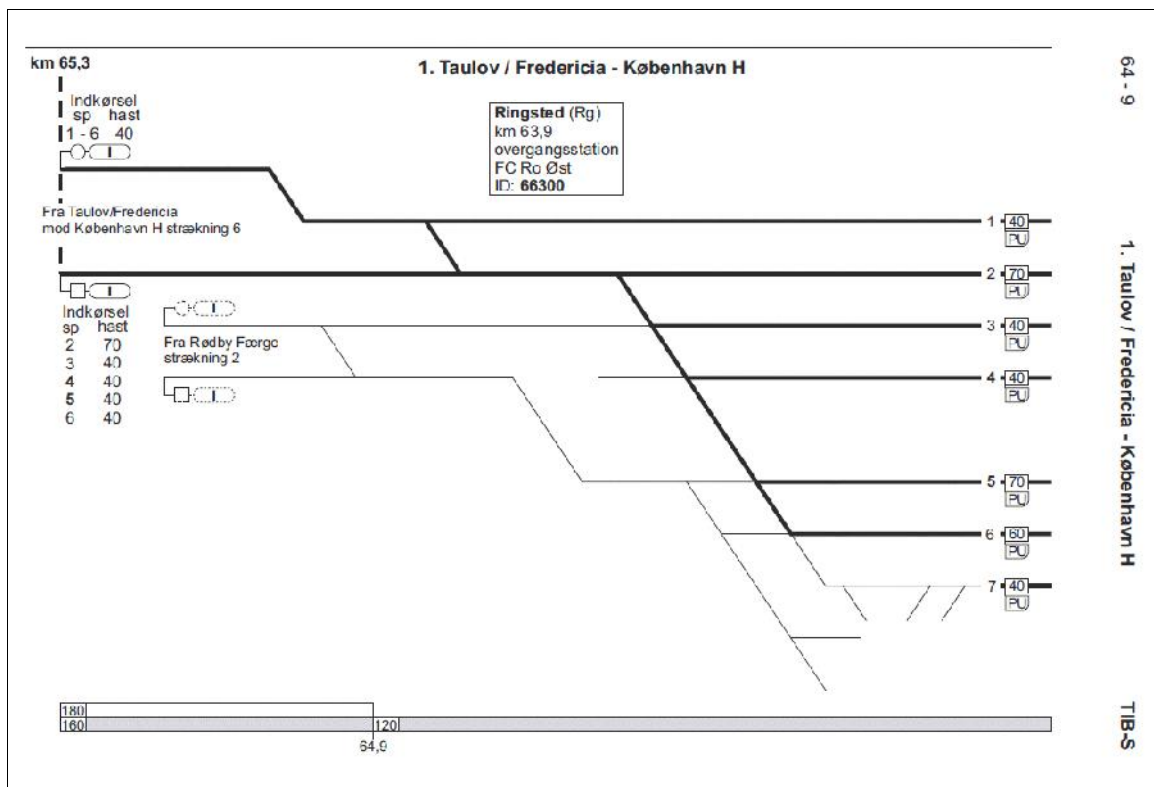 km 65,3
1. Taulov / Fredericia - København H
Indkørsel
sp hast
1 - 6 40
I
Ringsted (Rg)
km 63,9
overgangsstation
FC Ro Øst
ID: 66300
Fra Taulov/Fredericia
mod København H strækning 6
1 40
PU
2 70
PU
I
Indkørsel
sp hast
2 70
3 40
4 40
5 40
6 40
I
Fra Rødby Færge
strækning 2
I
3 40
PU
4 40
PU
5 70
PU
6 60
PU
7 40
PU
180
160 120
64,9
64 - 9
1. Taulov / Fredericia - København H
TIB-S